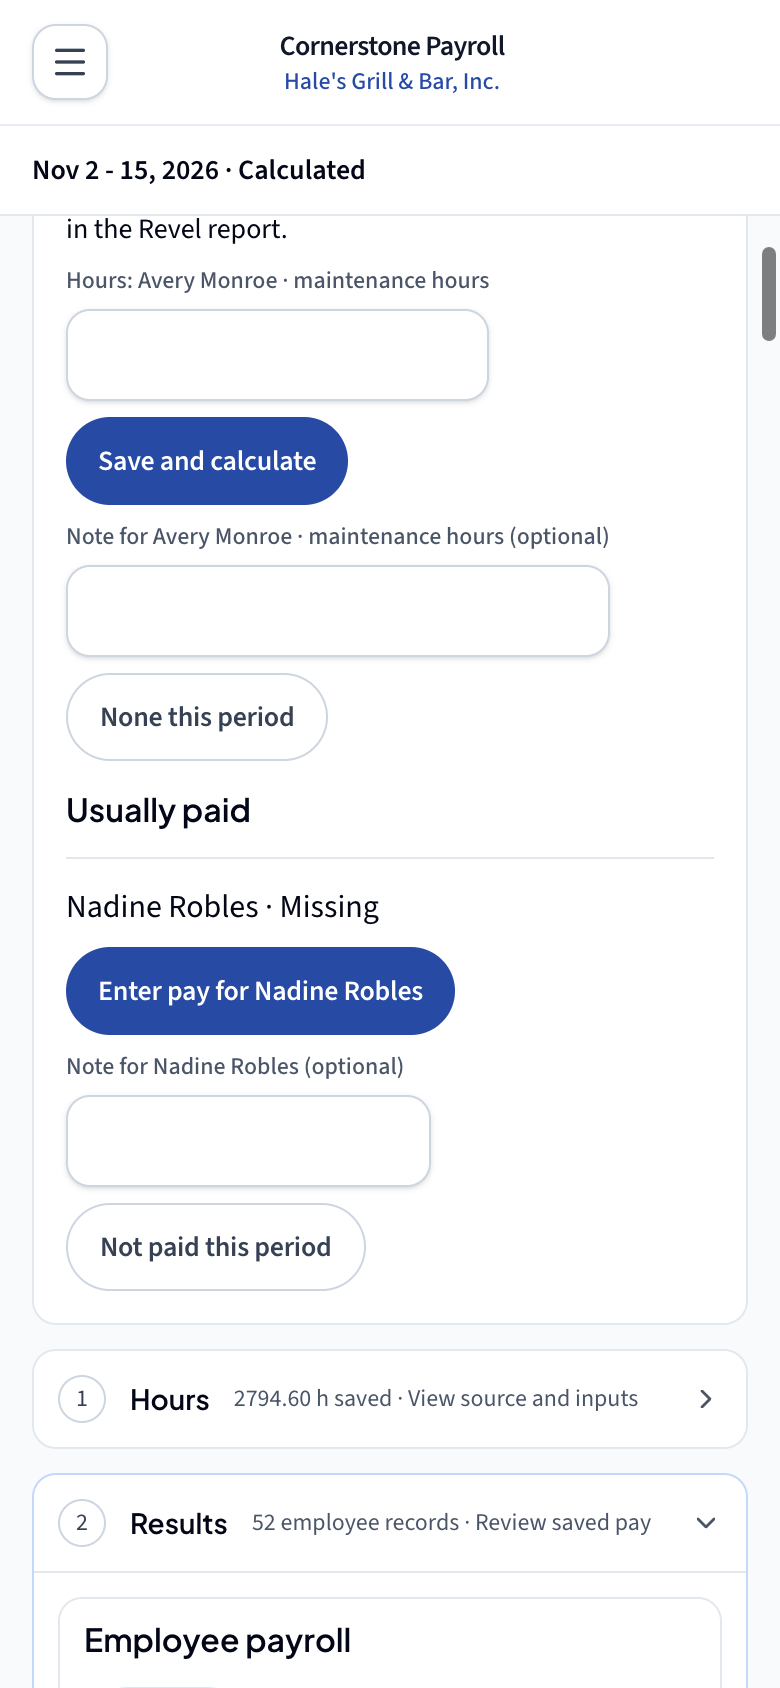 Cornerstone Payroll
Hale's Grill & Bar, Inc.
Nov 2 - 15, 2026 · Calculated
in the Revel report.
Hours: Avery Monroe · maintenance hours
Save and calculate
Note for Avery Monroe · maintenance hours (optional)
None this period
Usually paid
Nadine Robles · Missing
Enter pay for Nadine Robles
Note for Nadine Robles (optional)
Not paid this period
1 Hours 2794.60 h saved · View source and inputs
2 Results 52 employee records · Review saved pay
Employee payroll